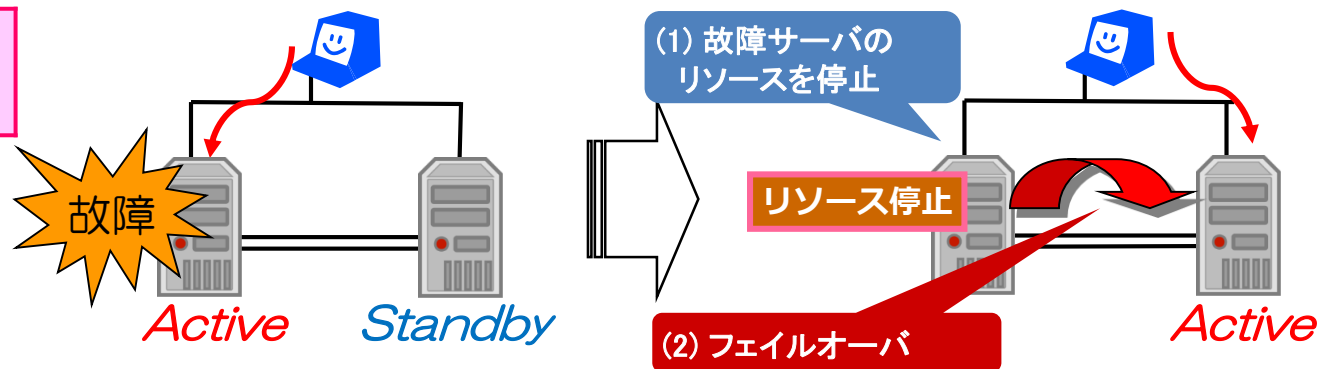 故障
Active
Standby
(1) 故障サーバの
リソースを停止
リソース停止
(2) フェイルオーバ
Active